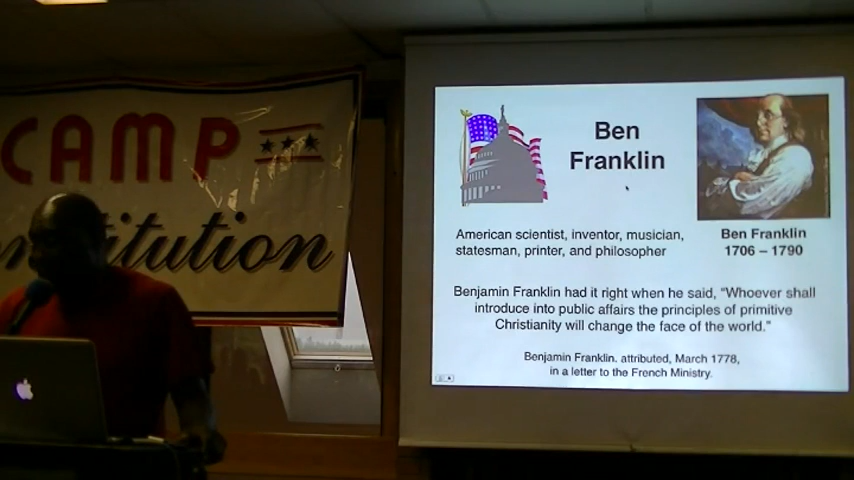 CAMP
nstitution
Ben
Franklin
American scientist, inventor, musician,
statesman, printer, and philosopher
Ben Franklin
1706 – 1790
Benjamin Franklin had it right when he said, “Whoever shall
introduce into public affairs the principles of primitive
Christianity will change the face of the world.”
Benjamin Franklin. attributed, March 1778,
in a letter to the French Ministry.